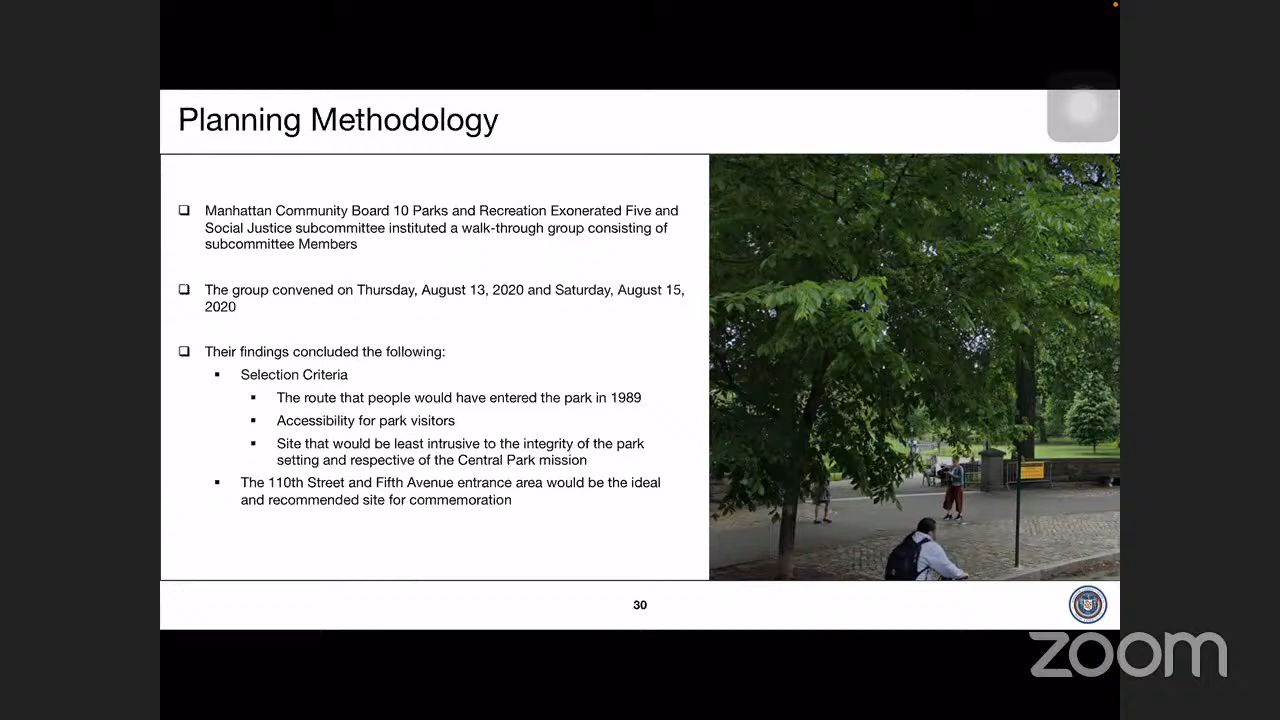 Planning Methodology
Manhattan Community Board 10 Parks and Recreation Exonerated Five and
Social Justice subcommittee instituted a walk-through group consisting of
subcommittee Members
The group convened on Thursday, August 13, 2020 and Saturday, August 15,
2020
Their findings concluded the following:
Selection Criteria
The route that people would have entered the park in 1989
Accessibility for park visitors
Site that would be least intrusive to the integrity of the park
setting and respective of the Central Park mission
The 110th Street and Fifth Avenue entrance area would be the ideal
and recommended site for commemoration
30
zoom